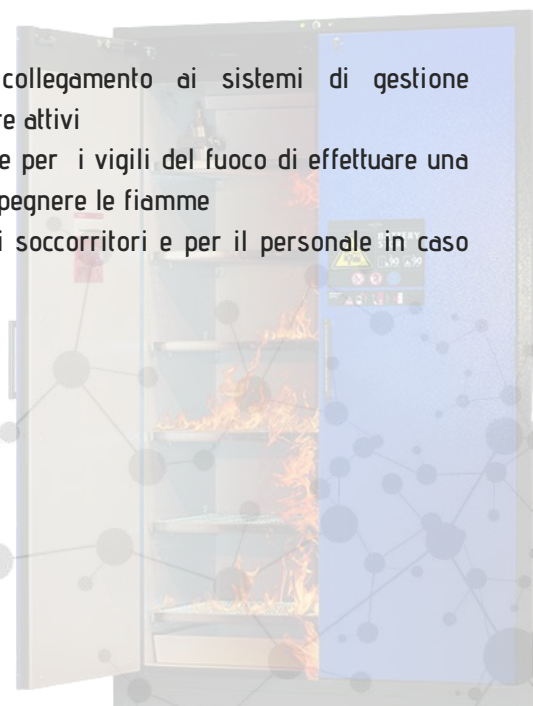 collegamento ai sistemi di gestione
re attivi
e per i vigili del fuoco di effettuare una
pegnere le fiamme
i soccorritori e per il personale in caso